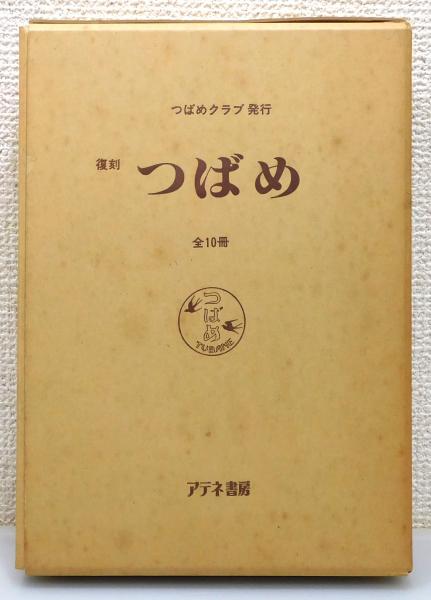 つばめクラブ 発行
復刻 つばめ
全10冊
つばめ
TUBAME
アテネ書房